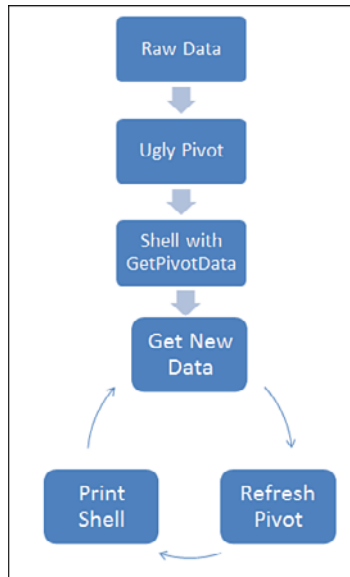 Raw Data
Ugly Pivot
Shell with
GetPivotData
Get New
Data
Refresh
Pivot
Print
Shell